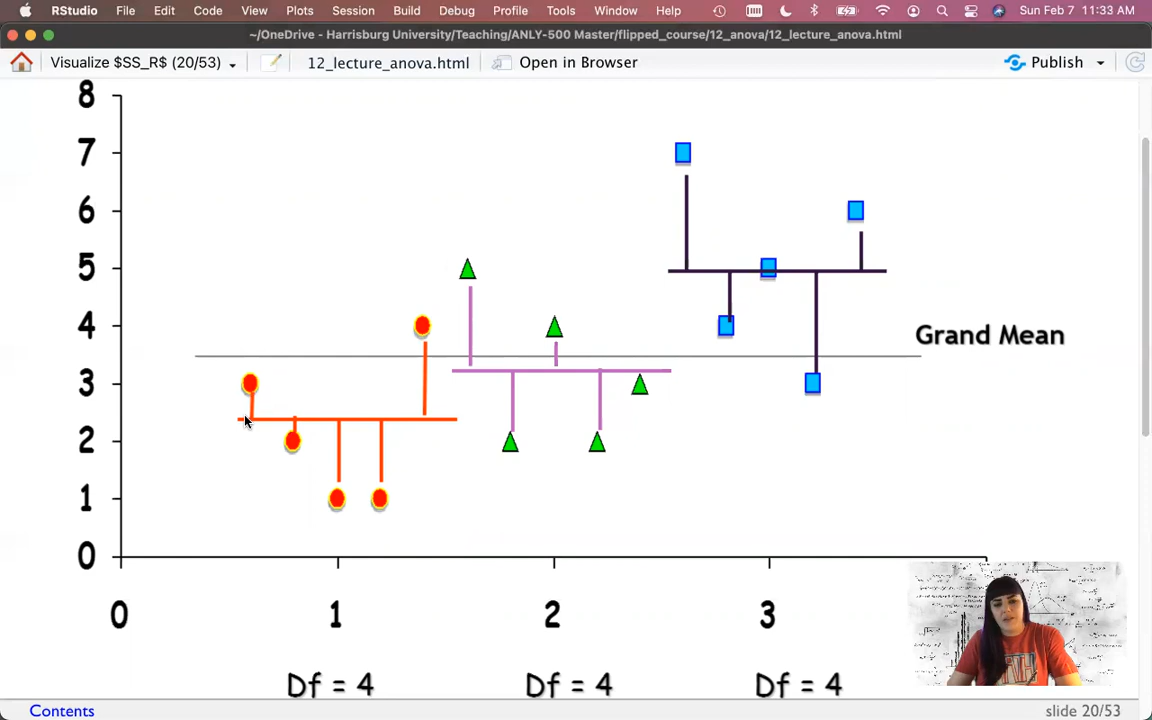 RStudio File Edit Code View Plots Session Build Debug Profile Tools Window Help Sun Feb 7 11:33 AM
~/OneDrive - Harrisburg University/Teaching/ANLY-500 Master/flipped_course/12_anova/12_lecture_anova.html
Visualize $SS_R$ (20/53) 12_lecture_anova.html Open in Browser Publish
8
7
6
5
4
3
2
1
0
Grand Mean
0 1 2 3
Df = 4 Df = 4 Df = 4
Contents slide 20/53